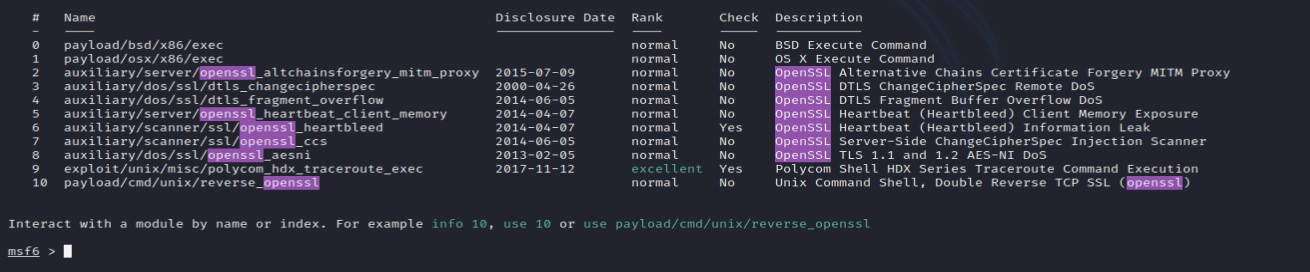 #   Name   Disclosure Date   Rank   Check   Description
-   ----   ---------------   ----   -----   -----------
0   payload/bsd/x86/exec   normal   No   BSD Execute Command
1   payload/osx/x86/exec   normal   No   OS X Execute Command
2   auxiliary/server/openssl_altchainsforgery_mitm_proxy   2015-07-09   normal   No   OpenSSL Alternative Chains Certificate Forgery MITM Proxy
3   auxiliary/dos/ssl/dtls_changecipherspec   2000-04-26   normal   No   OpenSSL DTLS ChangeCipherSpec Remote DoS
4   auxiliary/dos/ssl/dtls_fragment_overflow   2014-06-05   normal   No   OpenSSL DTLS Fragment Buffer Overflow DoS
5   auxiliary/server/openssl_heartbeat_client_memory   2014-04-07   normal   No   OpenSSL Heartbeat (Heartbleed) Client Memory Exposure
6   auxiliary/scanner/ssl/openssl_heartbleed   2014-04-07   normal   Yes   OpenSSL Heartbeat (Heartbleed) Information Leak
7   auxiliary/scanner/ssl/openssl_ccs   2014-06-05   normal   No   OpenSSL Server-Side ChangeCipherSpec Injection Scanner
8   auxiliary/dos/ssl/openssl_aesni   2013-02-05   normal   No   OpenSSL TLS 1.1 and 1.2 AES-NI DoS
9   exploit/unix/misc/polycom_hdx_traceroute_exec   2017-11-12   excellent   Yes   Polycom Shell HDX Series Traceroute Command Execution
10   payload/cmd/unix/reverse_openssl   normal   No   Unix Command Shell, Double Reverse TCP SSL (openssl)
Interact with a module by name or index. For example info 10, use 10 or use payload/cmd/unix/reverse_openssl
msf6 >